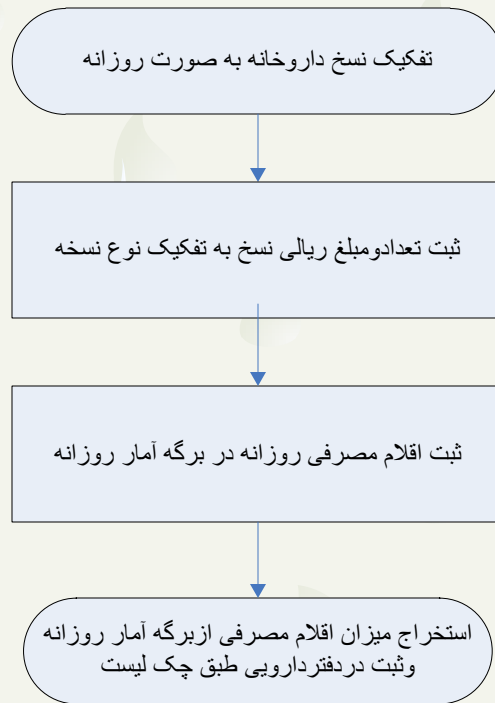 تفکیک نسخ داروخانه به صورت روزانه
ثبت تعدادومبلغ ریالی نسخ به تفکیک نوع نسخه
ثبت اقلام مصرفی روزانه در برگه آمار روزانه
استخراج میزان اقلام مصرفی ازبرگه آمار روزانه
وثبت دردفتردارویی طبق چک لیست